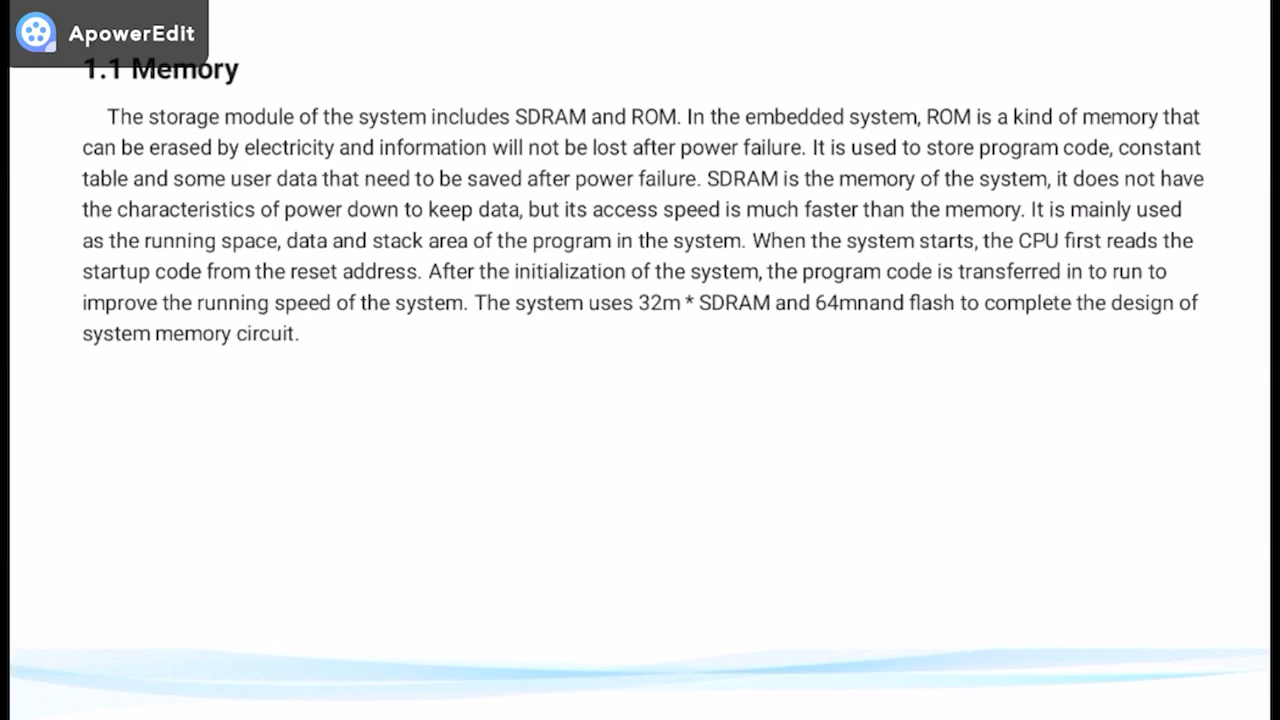 ApowerEdit
1.1 Memory
The storage module of the system includes SDRAM and ROM. In the embedded system, ROM is a kind of memory that
can be erased by electricity and information will not be lost after power failure. It is used to store program code, constant
table and some user data that need to be saved after power failure. SDRAM is the memory of the system, it does not have
the characteristics of power down to keep data, but its access speed is much faster than the memory. It is mainly used
as the running space, data and stack area of the program in the system. When the system starts, the CPU first reads the
startup code from the reset address. After the initialization of the system, the program code is transferred in to run to
improve the running speed of the system. The system uses 32m * SDRAM and 64mnand flash to complete the design of
system memory circuit.